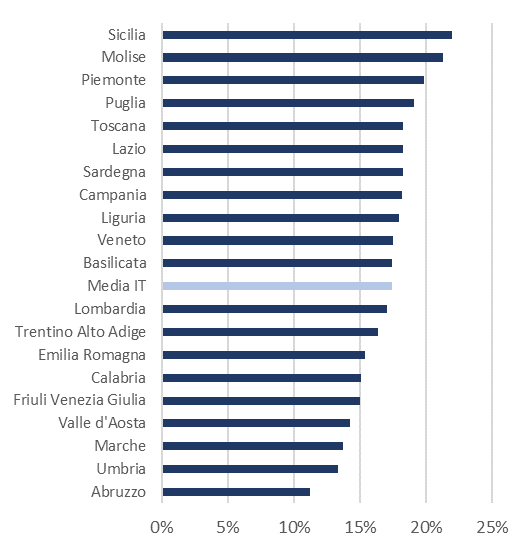 Sicilia
Molise
Piemonte
Puglia
Toscana
Lazio
Sardegna
Campania
Liguria
Veneto
Basilicata
Media IT
Lombardia
Trentino Alto Adige
Emilia Romagna
Calabria
Friuli Venezia Giulia
Valle d'Aosta
Marche
Umbria
Abruzzo
0% 5% 10% 15% 20% 25%